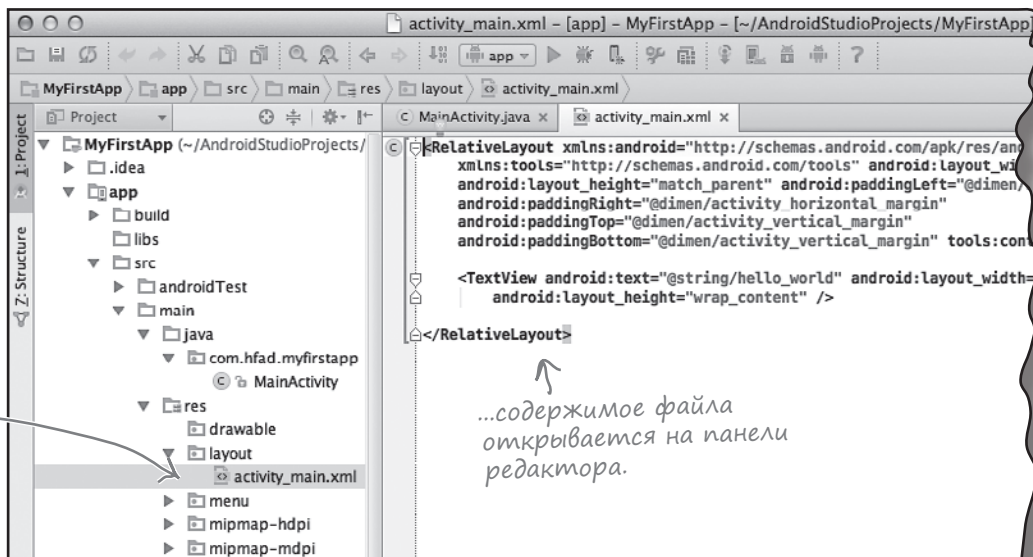 activity_main.xml – [app] – MyFirstApp – [~/AndroidStudioProjects/MyFirstApp]
app
?
MyFirstApp app src main res layout activity_main.xml
Project
MainActivity.java × activity_main.xml ×
1: Project
Z: Structure
MyFirstApp (~/AndroidStudioProjects/
.idea
app
build
libs
src
androidTest
main
java
com.hfad.myfirstapp
MainActivity
res
drawable
layout
activity_main.xml
menu
mipmap-hdpi
mipmap-mdpi
<RelativeLayout xmlns:android="http://schemas.android.com/apk/res/and
xmlns:tools="http://schemas.android.com/tools" android:layout_wi
android:layout_height="match_parent" android:paddingLeft="@dimen/
android:paddingRight="@dimen/activity_horizontal_margin"
android:paddingTop="@dimen/activity_vertical_margin"
android:paddingBottom="@dimen/activity_vertical_margin" tools:cont
<TextView android:text="@string/hello_world" android:layout_width=
android:layout_height="wrap_content" />
</RelativeLayout>
...содержимое файла
открывается на панели
редактора.